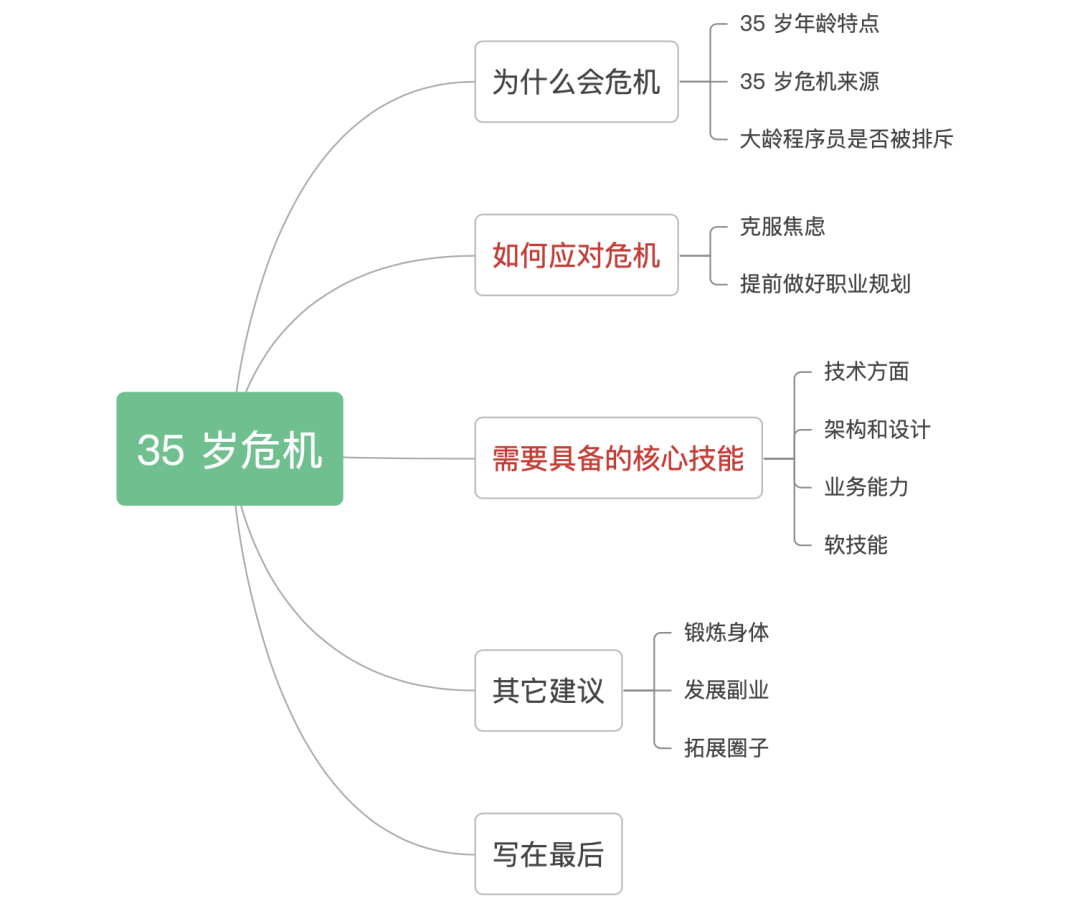 35 岁危机
为什么会危机
35 岁年龄特点
35 岁危机来源
大龄程序员是否被排斥
如何应对危机
克服焦虑
提前做好职业规划
需要具备的核心技能
技术方面
架构和设计
业务能力
软技能
其它建议
锻炼身体
发展副业
拓展圈子
写在最后